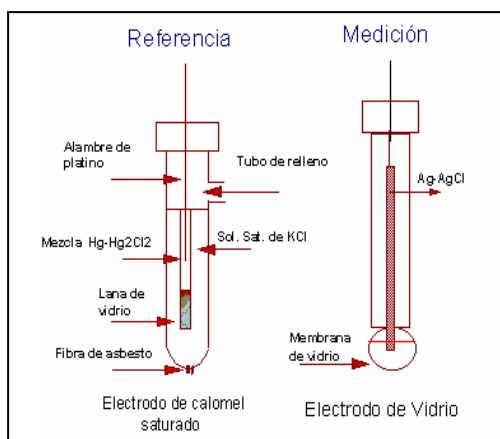 Referencia
Medición
Alambre de
platino
Tubo de relleno
Ag-AgCl
Mezcla Hg-Hg2Cl2
Sol. Sat. de KCl
Lana de
vidrio
Membrana
de vidrio
Fibra de asbesto
Electrodo de calomel
saturado
Electrodo de Vidrio